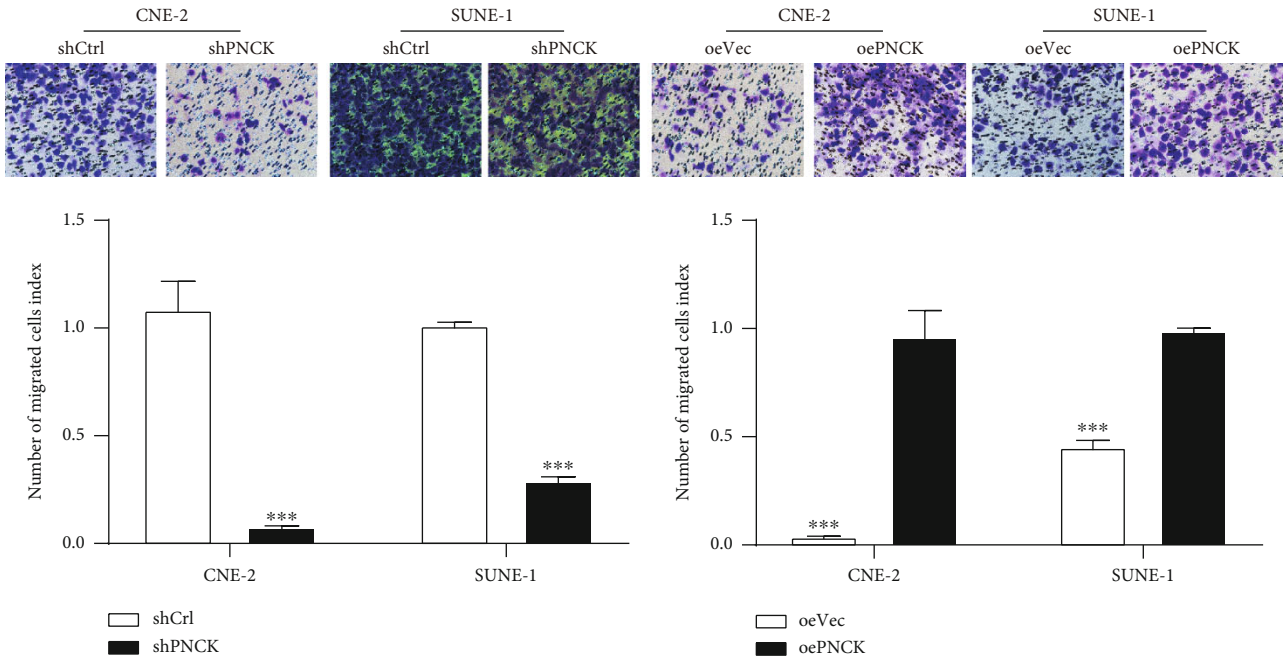 CNE-2 SUNE-1 CNE-2 SUNE-1
shCtrl shPNCK shCtrl shPNCK oeVec oePNCK oeVec oePNCK
Number of migrated cells index
1.5
1.0
0.5
0.0
***
***
CNE-2 SUNE-1
shCrl
shPNCK
Number of migrated cells index
1.5
1.0
0.5
0.0
***
***
CNE-2 SUNE-1
oeVec
oePNCK